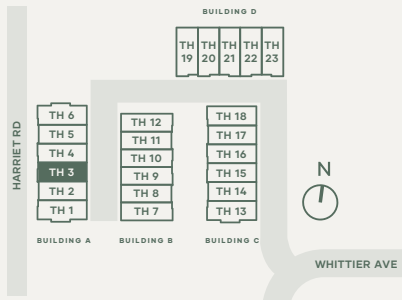 BUILDING D
TH 19
TH 20
TH 21
TH 22
TH 23
HARRIET RD
TH 6
TH 5
TH 4
TH 3
TH 2
TH 1
BUILDING A
TH 12
TH 11
TH 10
TH 9
TH 8
TH 7
BUILDING B
TH 18
TH 17
TH 16
TH 15
TH 14
TH 13
BUILDING C
N
WHITTIER AVE